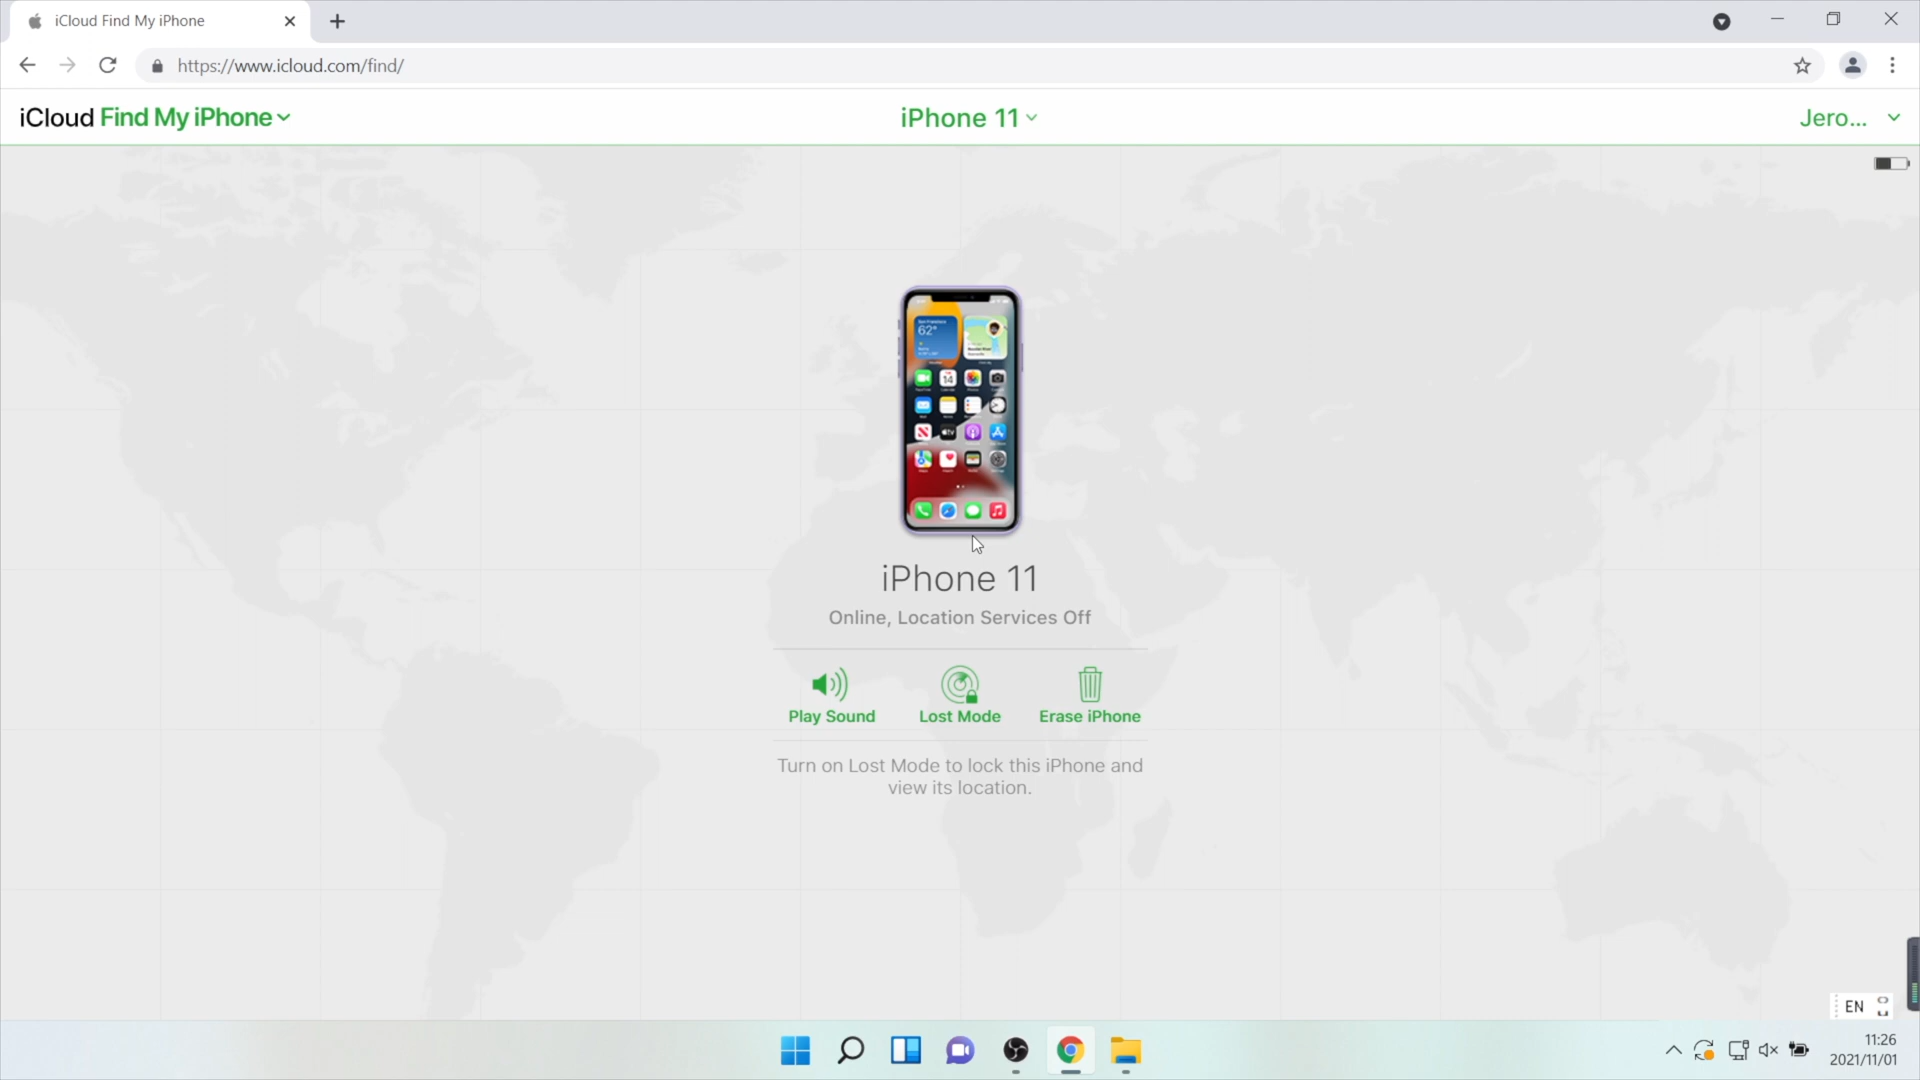 iCloud Find My iPhone
https://www.icloud.com/find/
iCloud Find My iPhone
iPhone 11
Jero...
62°
14
iPhone 11
Online, Location Services Off
Play Sound
Lost Mode
Erase iPhone
Turn on Lost Mode to lock this iPhone and
view its location.
EN
11:26
2021/11/01